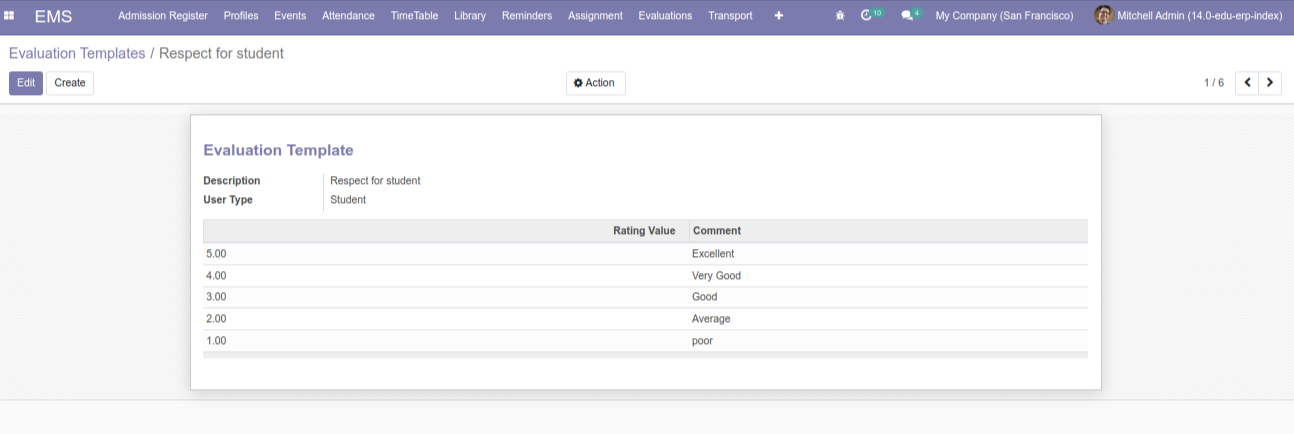 EMS Admission Register Profiles Events Attendance TimeTable Library Reminders Assignment Evaluations Transport + 10 4 My Company (San Francisco) Mitchell Admin (14.0-edu-erp-index)
Evaluation Templates / Respect for student
Edit Create Action 1 / 6
Evaluation Template
Description Respect for student
User Type Student
Rating Value Comment
5.00 Excellent
4.00 Very Good
3.00 Good
2.00 Average
1.00 poor